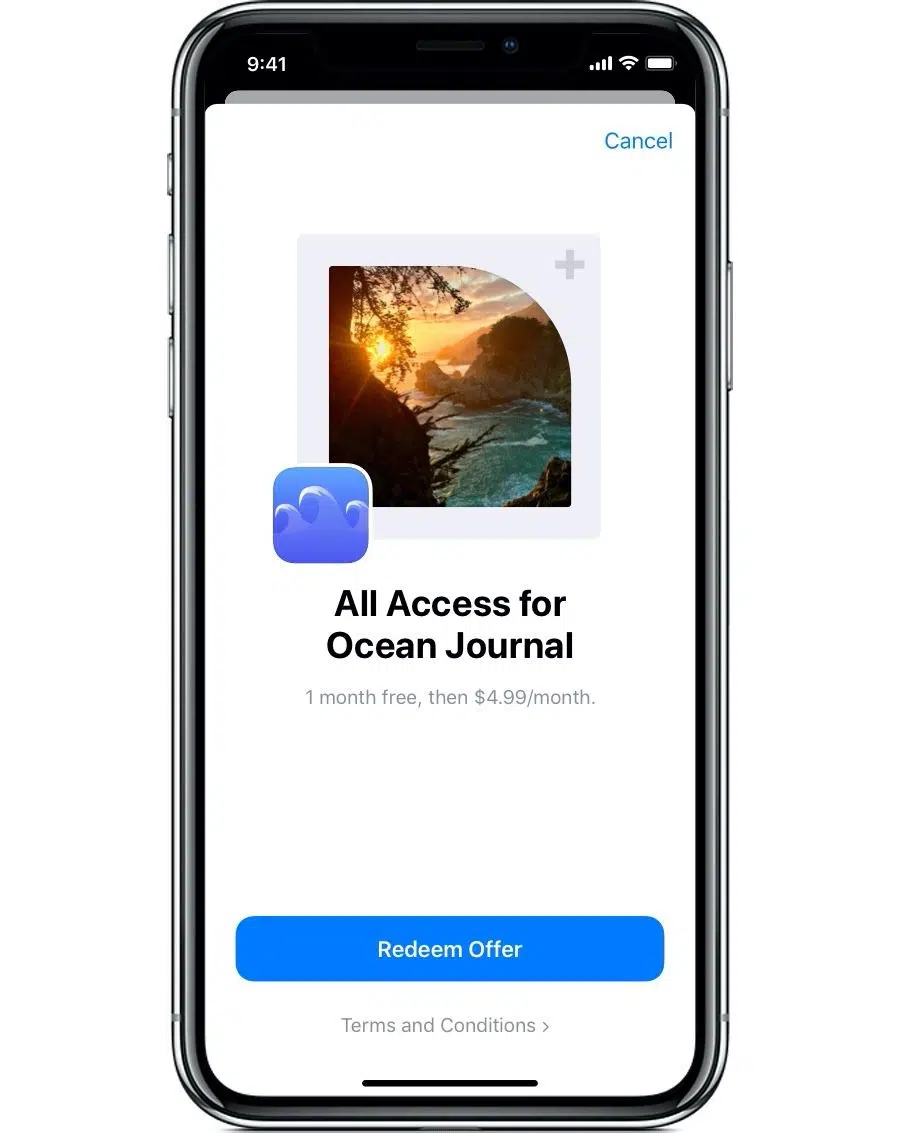 9:41
Cancel
All Access for
Ocean Journal
1 month free, then $4.99/month.
Redeem Offer
Terms and Conditions ›